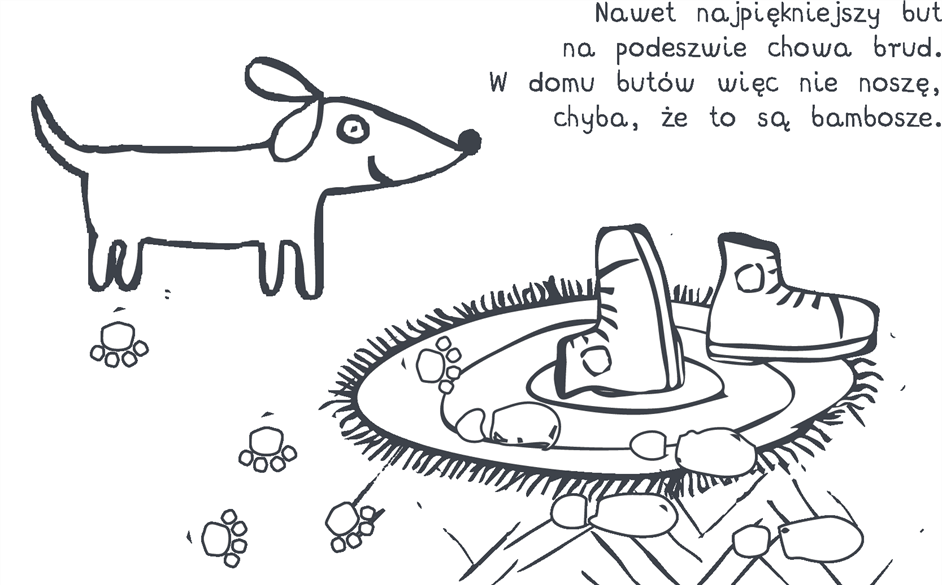 Nawet najpiękniejszy but
na podeszwie chowa brud.
W domu butów więc nie noszę,
chyba, że to są bambosze.